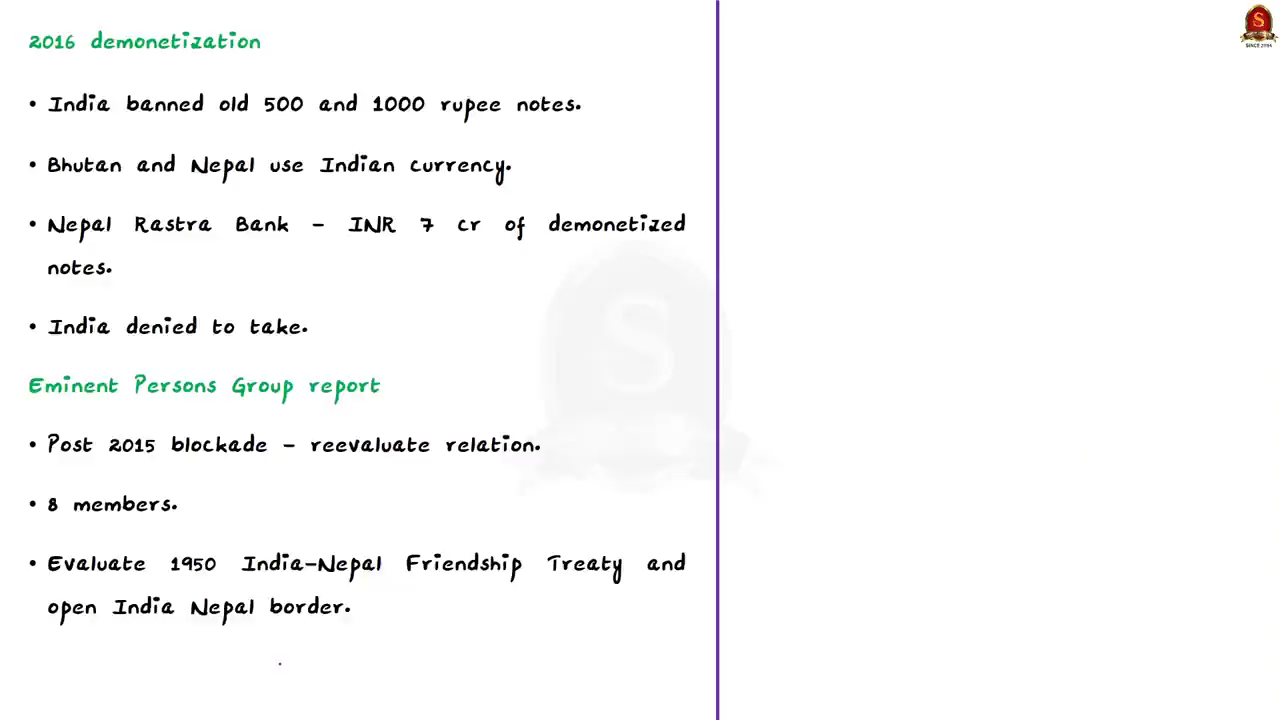 2016 demonetization
• India banned old 500 and 1000 rupee notes.
• Bhutan and Nepal use Indian currency.
• Nepal Rastra Bank – INR 7 cr of demonetized
notes.
• India denied to take.
Eminent Persons Group report
• Post 2015 blockade – reevaluate relation.
• 8 members.
• Evaluate 1950 India-Nepal Friendship Treaty and
open India Nepal border.
S
S